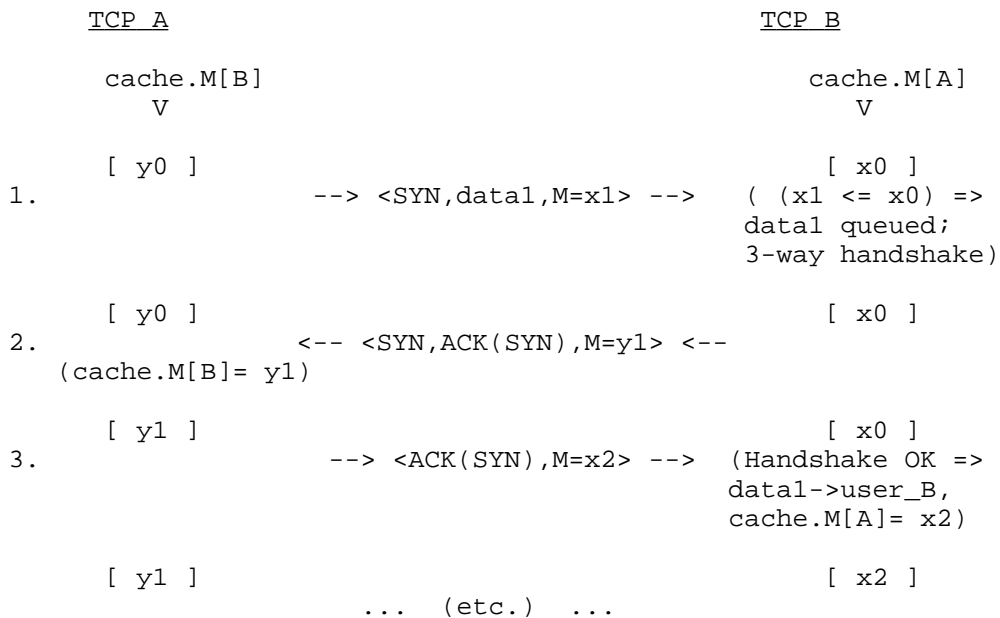 TCP A TCP B
cache.M[B] cache.M[A]
V V
[ y0 ] [ x0 ]
1. --> <SYN,data1,M=x1> --> ( (x1 <= x0) =>
data1 queued;
3-way handshake)
[ y0 ] [ x0 ]
2. <-- <SYN,ACK(SYN),M=y1> <--
(cache.M[B]= y1)
[ y1 ] [ x0 ]
3. --> <ACK(SYN),M=x2> --> (Handshake OK =>
data1->user_B,
cache.M[A]= x2)
[ y1 ] [ x2 ]
... (etc.) ...